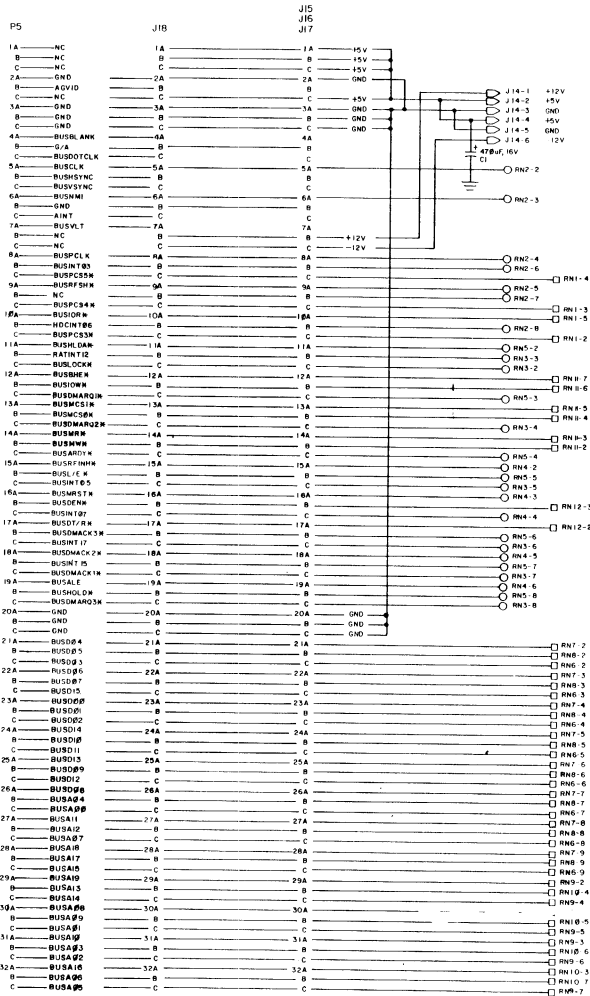 J15
J16
P5 J18 J17
1A NC 1A 1A +5V
B NC B B +5V
C NC C C +5V
2A GND 2A 2A GND
B AGVID B B
C NC C C +5V
3A GND 3A 3A GND
B GND B B GND
C GND C C GND
J14-1 +12V
J14-2 +5V
J14-3 GND
J14-4 +5V
J14-5 GND
J14-6 12V
+ 470uF, 16V
C1
4A BUSBLANK 4A 4A
B G/A B B
C BUSDOTCLK C C
5A BUSCLK 5A 5A RN2-2
B BUSHSYNC B B
C BUSVSYNC C C
6A BUSNMI 6A 6A RN2-3
B GND B B
C AINT C C
7A BUSVLT 7A 7A
B NC B B +12V
C NC C C -12V
8A BUSPCLK 8A 8A RN2-4
B BUSINT03 B B RN2-6
C BUSPCS5* C C RN1-4
9A BUSRFSH* 9A 9A RN2-5
B NC B B RN2-7
C BUSPCS4* C C RN1-3
10A BUSIOR* 10A 10A RN1-5
B HDCINT06 B B RN2-8
C BUSPCS3* C C RN1-2
11A BUSHLDA* 11A 11A RN5-2
B RATINT12 B B RN3-3
C BUSLOCK* C C RN3-2
12A BUSBHE* 12A 12A RN11-7
B BUSIOW* B B RN11-6
C BUSDMARQ1* C C RN5-3
13A BUSMCS1* 13A 13A RN11-5
B BUSMCS0* B B RN11-4
C BUSDMARQ2* C C RN3-4
14A BUSMR* 14A 14A RN11-3
B BUSMW* B B RN11-2
C BUSARDY* C C RN5-4
15A BUSRFINH* 15A 15A RN4-2
B BUSL/E* B B RN5-5
C BUSINT05 C C RN3-5
16A BUSMRST* 16A 16A RN4-3
B BUSDEN* B B RN12-3
C BUSINT07 C C RN4-4
17A BUSDT/R* 17A 17A RN12-2
B BUSDMACK3* B B RN5-6
C BUSINT17 C C RN3-6
18A BUSDMACK2* 18A 18A RN4-5
B BUSINT15 B B RN5-7
C BUSDMACK1* C C RN3-7
19A BUSALE 19A 19A RN4-6
B BUSHOLD* B B RN5-8
C BUSDMARQ3* C C RN3-8
20A GND 20A 20A GND
B GND B B GND
C GND C C GND
21A BUSD04 21A 21A RN7-2
B BUSD05 B B RN8-2
C BUSD03 C C RN6-2
22A BUSD06 22A 22A RN7-3
B BUSD07 B B RN8-3
C BUSD15 C C RN6-3
23A BUSD00 23A 23A RN7-4
B BUSD01 B B RN8-4
C BUSD02 C C RN6-4
24A BUSD14 24A 24A RN7-5
B BUSD10 B B RN8-5
C BUSD11 C C RN6-5
25A BUSD13 25A 25A RN7-6
B BUSD09 B B RN8-6
C BUSD12 C C RN6-6
26A BUSD08 26A 26A RN7-7
B BUSA04 B B RN8-7
C BUSA00 C C RN6-7
27A BUSA11 27A 27A RN7-8
B BUSA12 B B RN8-8
C BUSA07 C C RN6-8
28A BUSA18 28A 28A RN7-9
B BUSA17 B B RN8-9
C BUSA15 C C RN6-9
29A BUSA19 29A 29A RN9-2
B BUSA13 B B RN10-4
C BUSA14 C C RN9-4
30A BUSA08 30A 30A
B BUSA09 B B RN10-5
C BUSA01 C C RN9-5
31A BUSA10 31A 31A RN9-3
B BUSA03 B B RN10-6
C BUSA02 C C RN9-6
32A BUSA16 32A 32A RN10-3
B BUSA06 B B RN10-7
C BUSA05 C C RN9-7